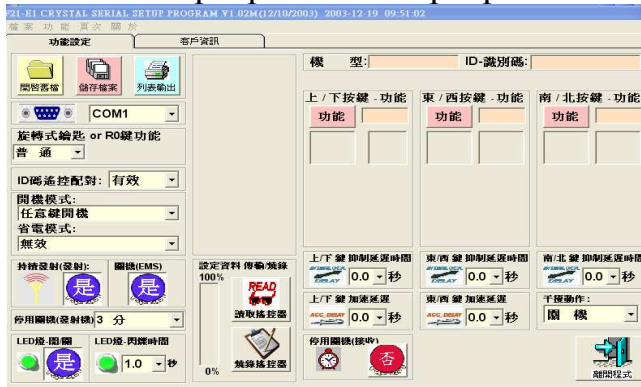 F21-E1 CRYSTAL SERIAL SETUP PROGRAM V1.02M(12/10/2003) 2003-12-19 09:51:02
檔 案 功 能 頁 次 關 於
功能設定 客戶資訊
開啟舊檔 儲存檔案 列表輸出
COM1
旋轉式鑰匙 or R0鍵功能
普 通
ID碼遙控配對: 有效
開機模式:
任意鍵開機
省電模式:
無效
持續發射(發射): 關機(EMS)
是 是
停用關機(發射機) 3 分
LED燈-開/關 LED燈-閃爍時間
是 1.0 秒
設定資料 傳輸/燒錄
100%
READ
讀取搖控器
燒錄搖控器
0%
機 型: ID-識別碼:
上 / 下按鍵 - 功能 東 / 西按鍵 - 功能 南 / 北按鍵 - 功能
功能 功能 功能
上/下 鍵 抑制延遲時間 東/西 鍵 抑制延遲時間 南/北 鍵 抑制延遲時間
DELAY 0.0 秒 DELAY 0.0 秒 DELAY 0.0 秒
上/下 鍵 加速延遲 東/西 鍵 加速延遲 干擾動作:
ACC. DELAY 0.0 秒 ACC. DELAY 0.0 秒 關 機
停用關機(接收)
否
離開程式